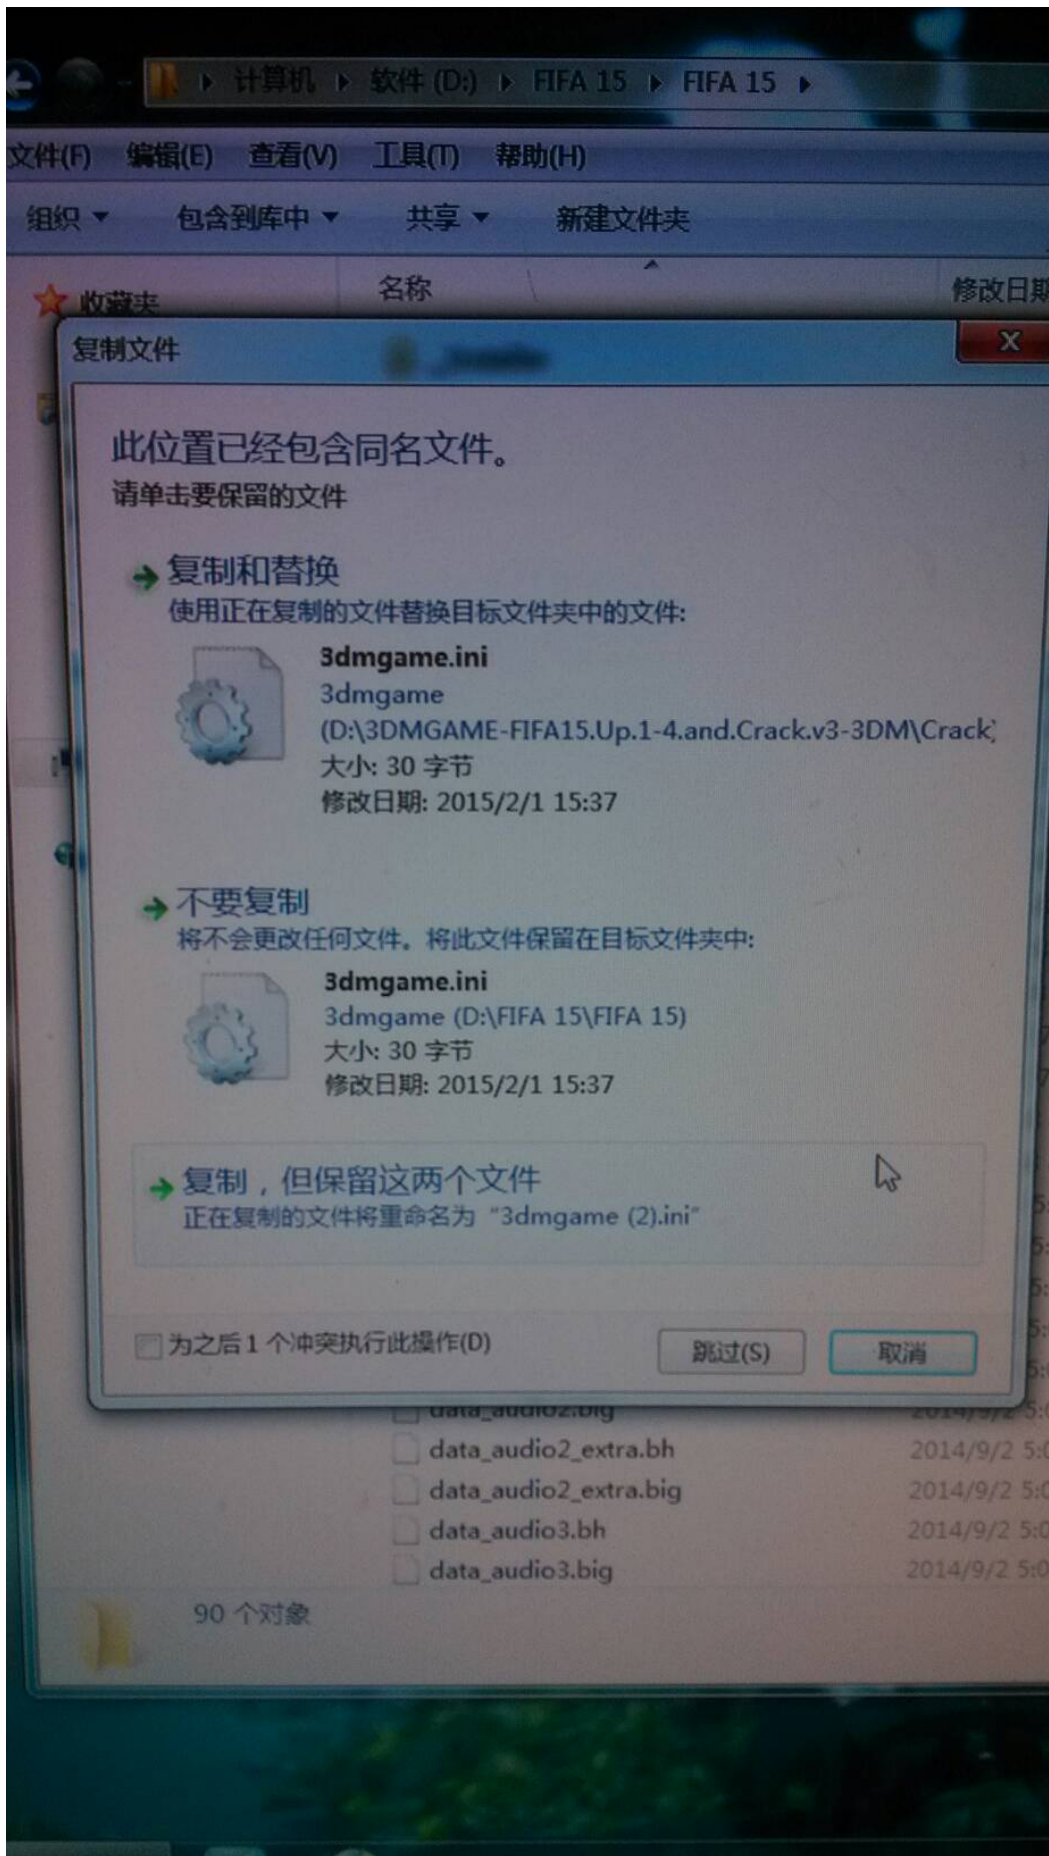 计算机 ▸ 软件 (D:) ▸ FIFA 15 ▸ FIFA 15 ▸
文件(F) 编辑(E) 查看(V) 工具(T) 帮助(H)
组织 包含到库中 共享 新建文件夹
收藏夹 名称 修改日期
复制文件 X
此位置已经包含同名文件。
请单击要保留的文件
复制和替换
使用正在复制的文件替换目标文件夹中的文件:
3dmgame.ini
3dmgame
(D:\3DMGAME-FIFA15.Up.1-4.and.Crack.v3-3DM\Crack)
大小: 30 字节
修改日期: 2015/2/1 15:37
不要复制
将不会更改任何文件。将此文件保留在目标文件夹中:
3dmgame.ini
3dmgame (D:\FIFA 15\FIFA 15)
大小: 30 字节
修改日期: 2015/2/1 15:37
复制，但保留这两个文件
正在复制的文件将重命名为“3dmgame (2).ini”
为之后 1 个冲突执行此操作(D) 跳过(S) 取消
data_audio2.big 2014/9/2 5:0
data_audio2_extra.bh 2014/9/2 5:0
data_audio2_extra.big 2014/9/2 5:0
data_audio3.bh 2014/9/2 5:0
data_audio3.big 2014/9/2 5:0
90 个对象